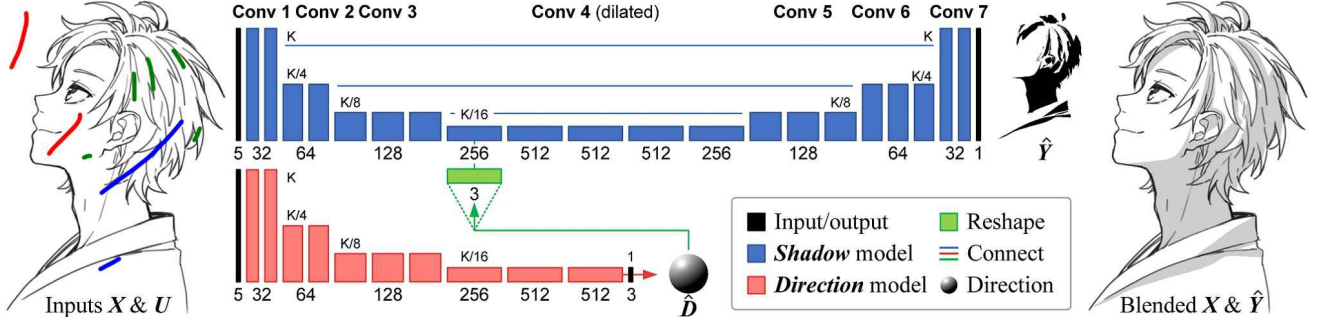 Conv 1 Conv 2 Conv 3 Conv 4 (dilated) Conv 5 Conv 6 Conv 7
K K
K/4 K/4
K/8 K/8
K/16
5 32 64 128 256 512 512 512 256 128 64 32 1
Ŷ
3
K
K/4
K/8
K/16 1
5 32 64 128 256 512 512 3
D̂
Input/output Reshape
Shadow model Connect
Direction model Direction
Inputs X & U
Blended X & Ŷ